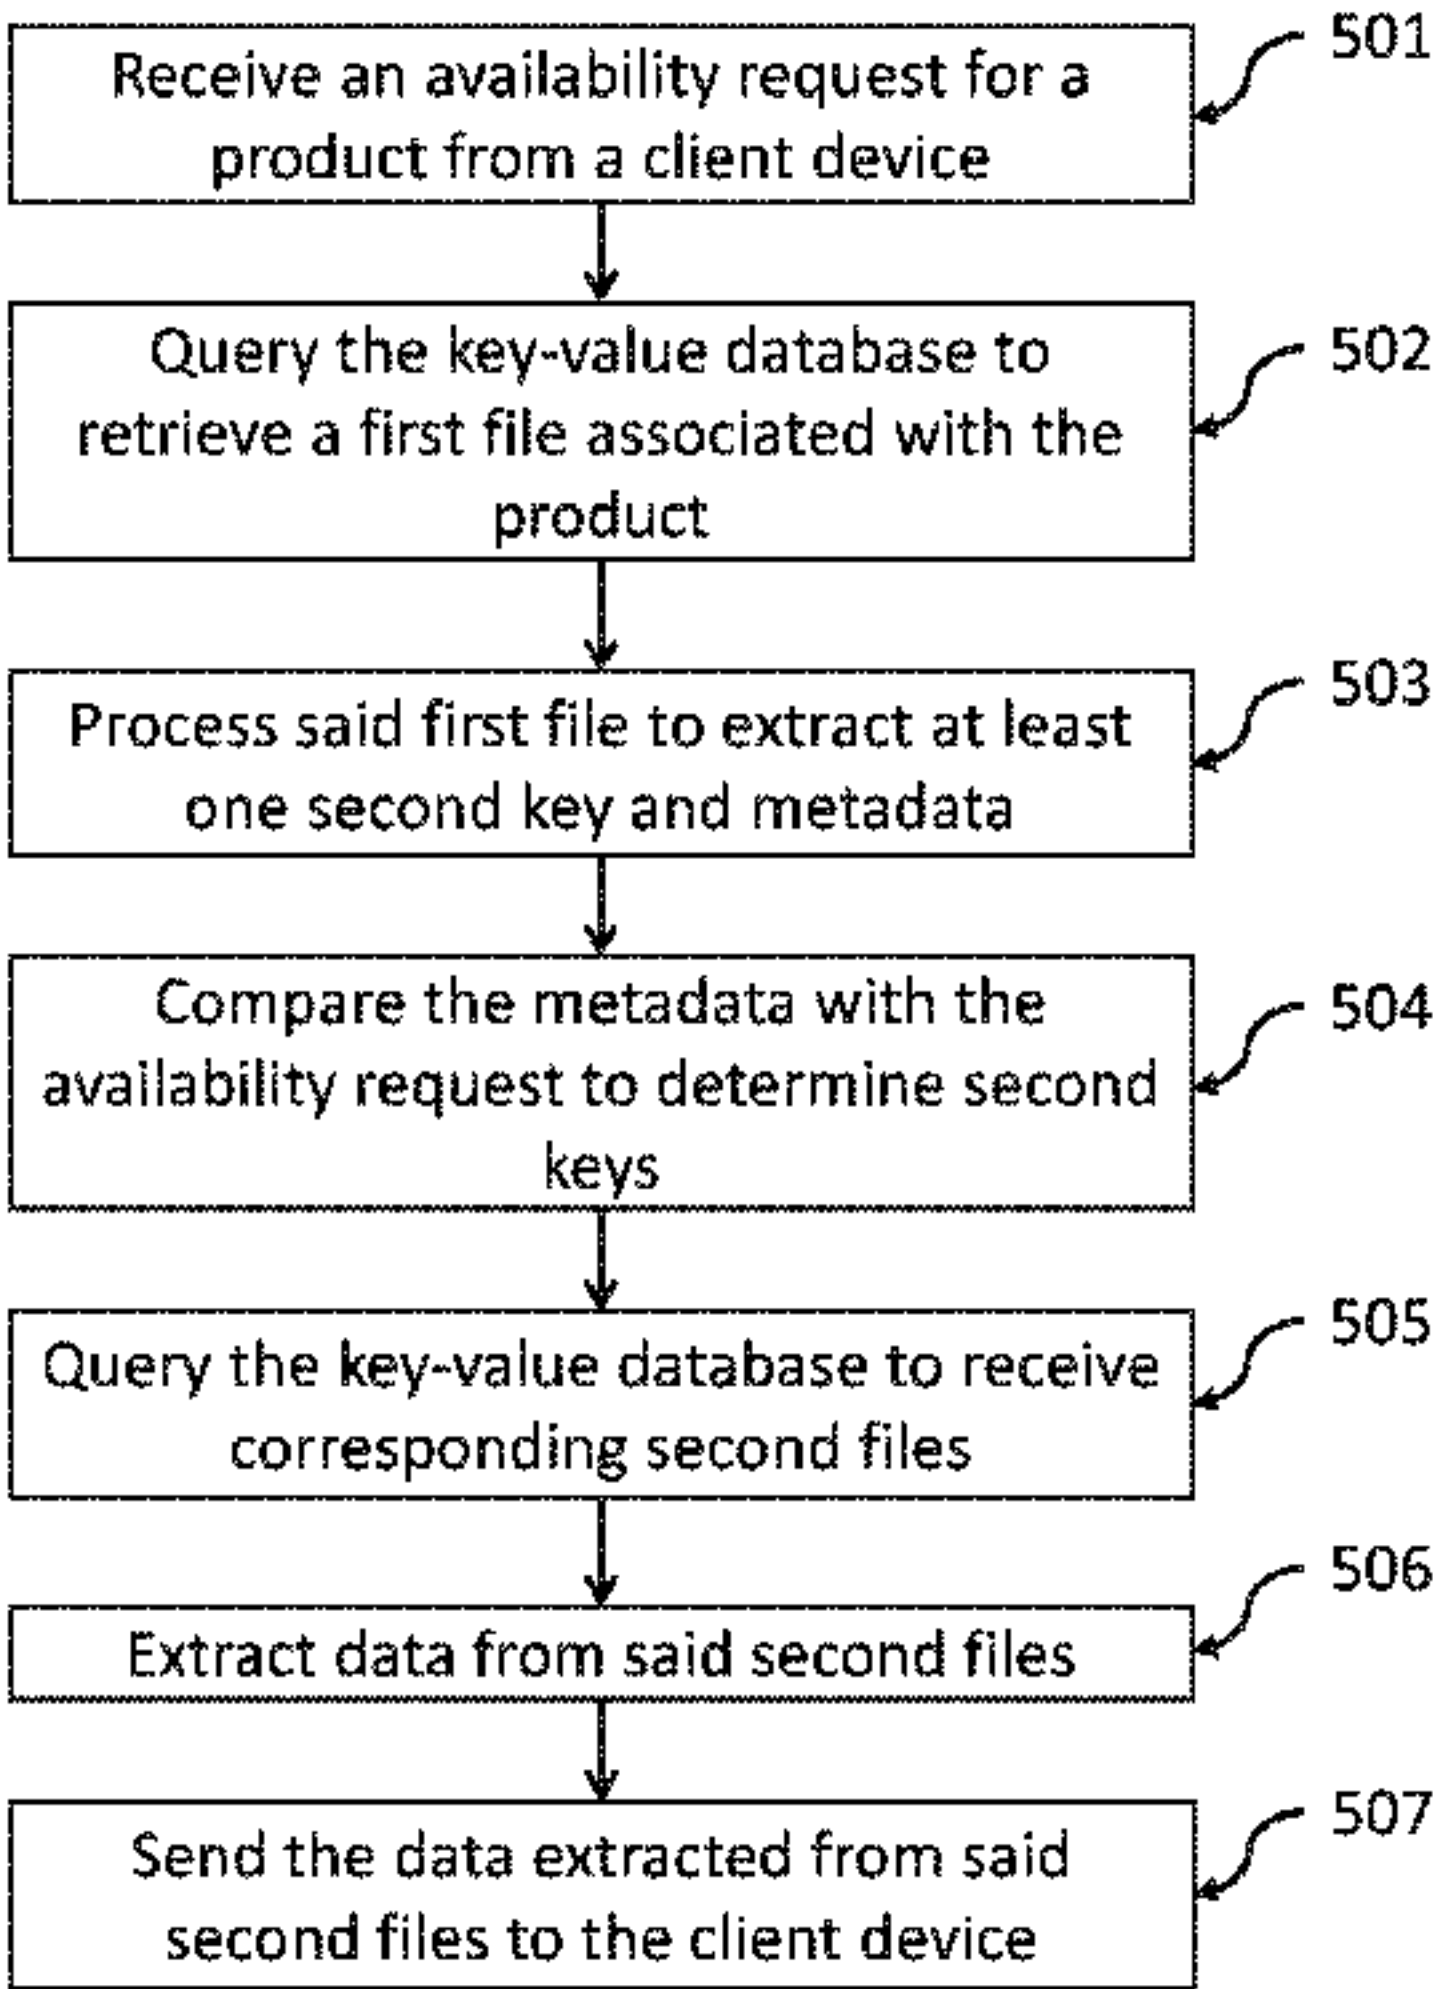 Receive an availability request for a
product from a client device
501
Query the key-value database to
retrieve a first file associated with the
product
502
Process said first file to extract at least
one second key and metadata
503
Compare the metadata with the
availability request to determine second
keys
504
Query the key-value database to receive
corresponding second files
505
Extract data from said second files
506
Send the data extracted from said
second files to the client device
507